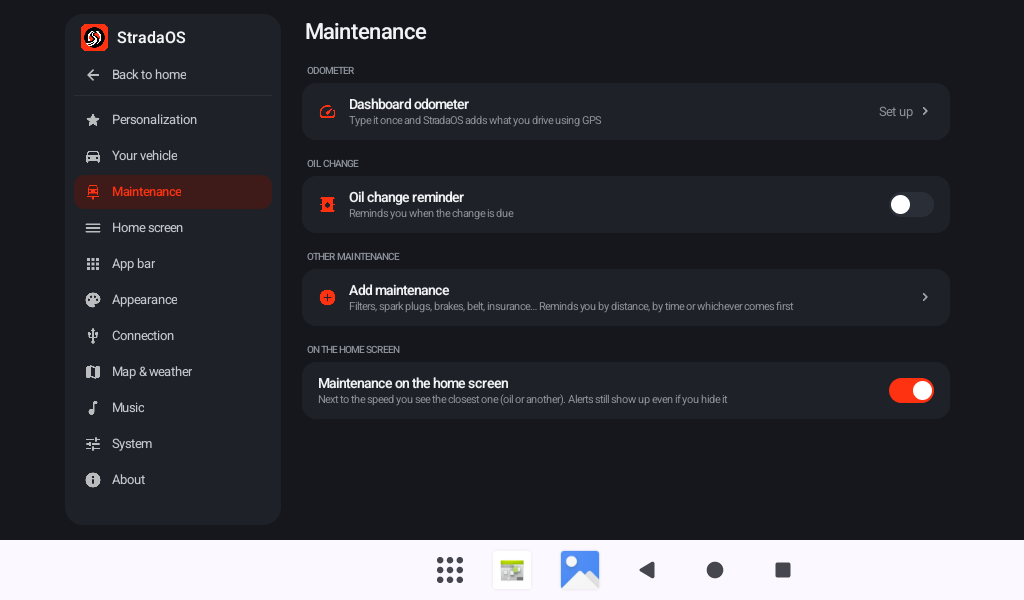 StradaOS
Back to home
Personalization
Your vehicle
Maintenance
Home screen
App bar
Appearance
Connection
Map & weather
Music
System
About
Maintenance
ODOMETER
Dashboard odometer
Type it once and StradaOS adds what you drive using GPS
Set up
OIL CHANGE
Oil change reminder
Reminds you when the change is due
OTHER MAINTENANCE
Add maintenance
Filters, spark plugs, brakes, belt, insurance... Reminds you by distance, by time or whichever comes first
ON THE HOME SCREEN
Maintenance on the home screen
Next to the speed you see the closest one (oil or another). Alerts still show up even if you hide it